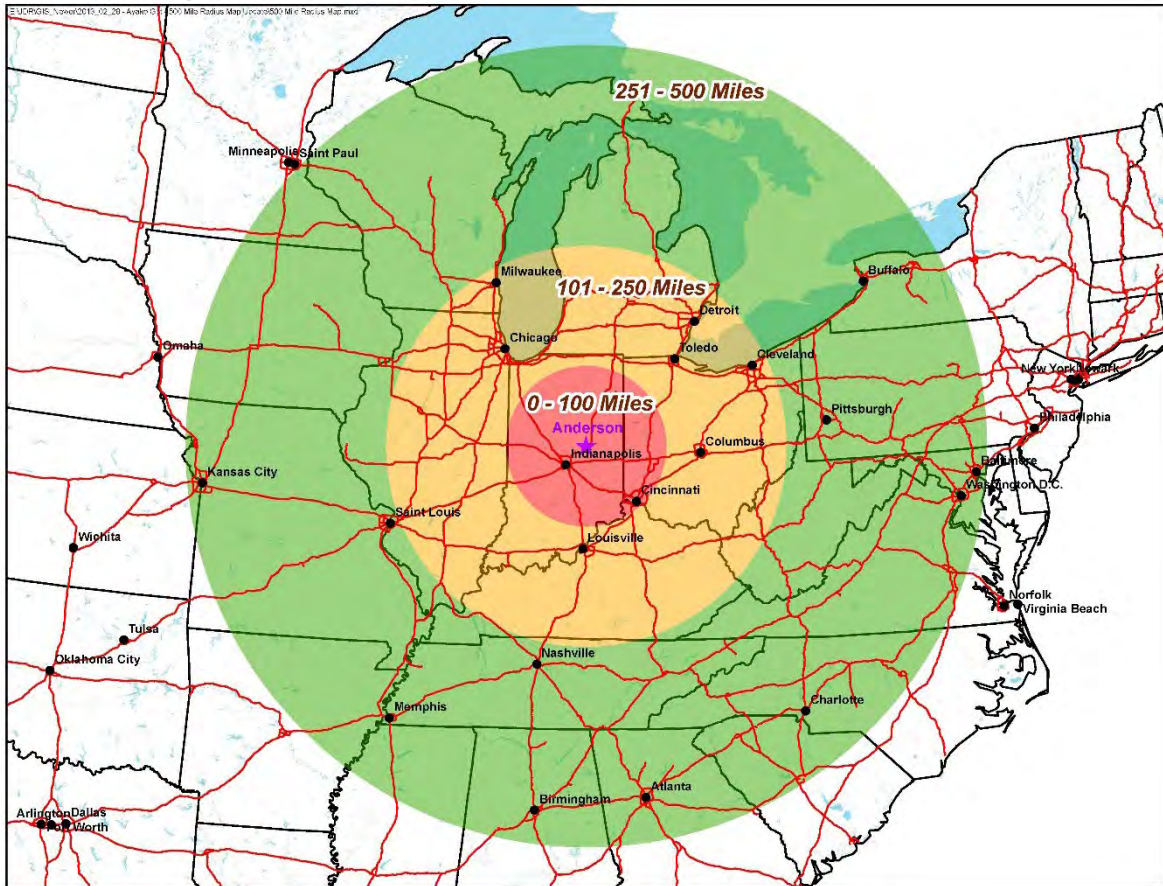 251 - 500 Miles
Minneapolis
Saint Paul
Buffalo
Milwaukee
101 - 250 Miles
Detroit
Chicago
Toledo
Cleveland
Omaha
New York
Newark
0 - 100 Miles
Anderson
Pittsburgh
Philadelphia
Columbus
Indianapolis
Kansas City
Baltimore
Washington D.C.
Cincinnati
Saint Louis
Wichita
Louisville
Norfolk
Virginia Beach
Tulsa
Oklahoma City
Nashville
Memphis
Charlotte
Birmingham
Atlanta
Arlington
Dallas
Worth